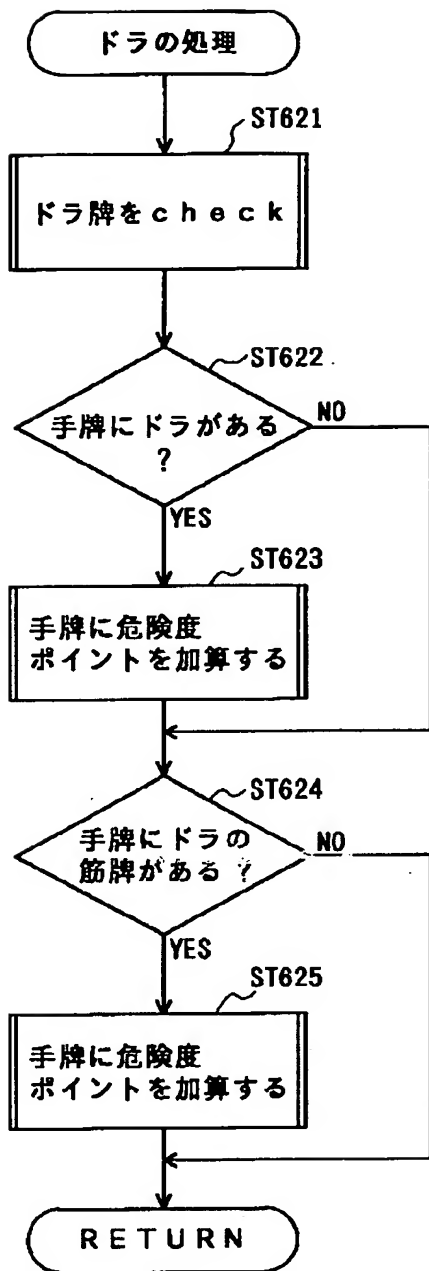 ドラの処理
ST621
ドラ牌をｃｈｅｃｋ
ST622
手牌にドラがある
?
NO
YES
ST623
手牌に危険度
ポイントを加算する
ST624
手牌にドラの
筋牌がある ?
NO
YES
ST625
手牌に危険度
ポイントを加算する
ＲＥＴＵＲＮ